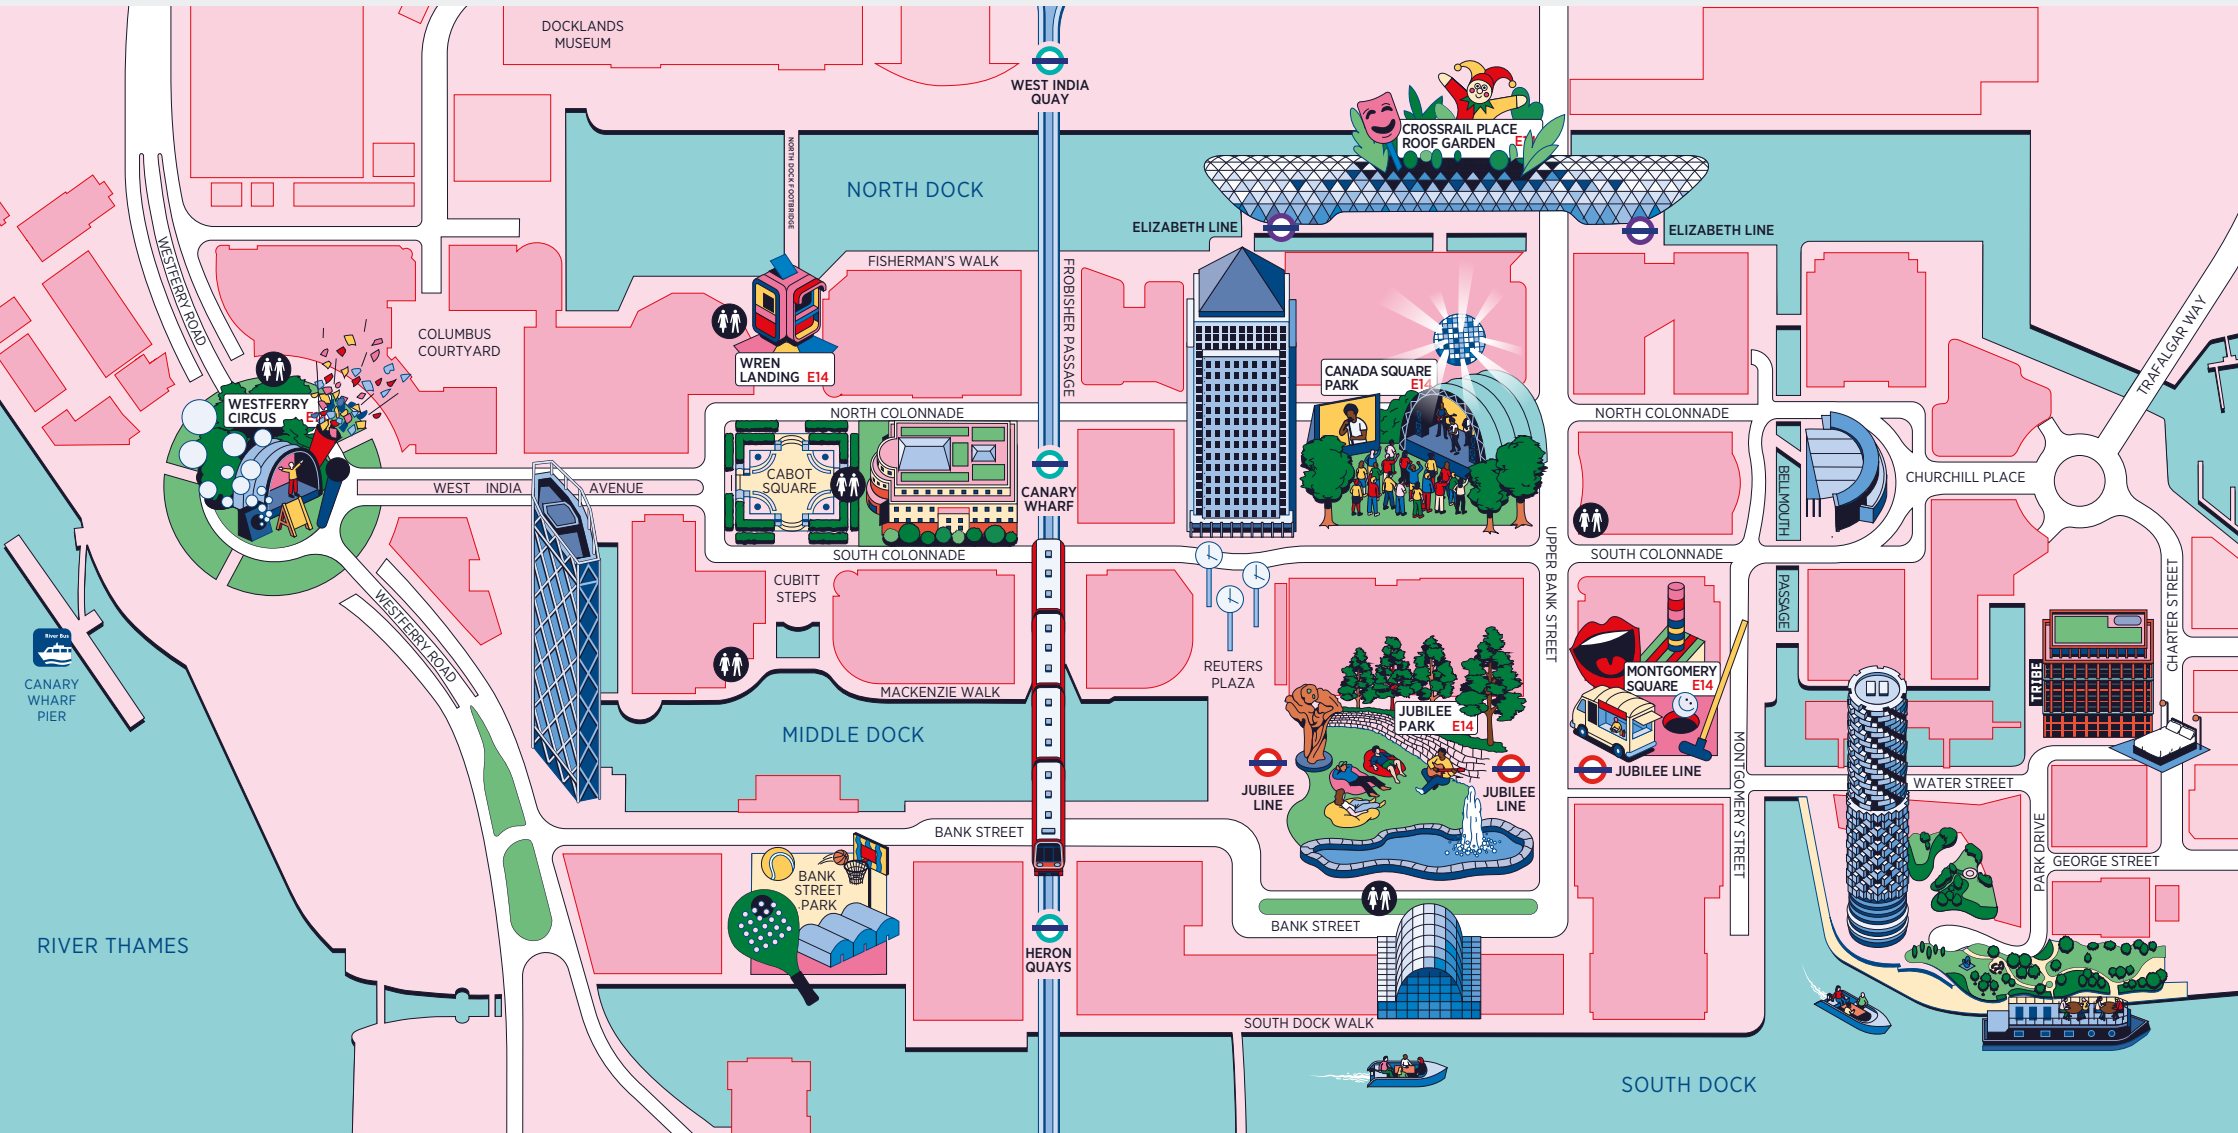 DOCKLANDS
MUSEUM
WEST INDIA
QUAY
CROSSRAIL PLACE
ROOF GARDEN
NORTH DOCK FOOTBRIDGE
NORTH DOCK
ELIZABETH LINE
ELIZABETH LINE
WESTFERRY ROAD
FISHERMAN'S WALK
FROBISHER PASSAGE
COLUMBUS
COURTYARD
WREN
LANDING E14
CANADA SQUARE
PARK E14
TRAFALGAR WAY
WESTFERRY
CIRCUS
NORTH COLONNADE
NORTH COLONNADE
CABOT
SQUARE
WEST INDIA AVENUE
CANARY
WHARF
BELLMOUTH
PASSAGE
CHURCHILL PLACE
SOUTH COLONNADE
SOUTH COLONNADE
UPPER BANK STREET
CUBITT
STEPS
WESTFERRY ROAD
CHARTER STREET
River Bus
CANARY
WHARF
PIER
REUTERS
PLAZA
MACKENZIE WALK
MONTGOMERY
SQUARE E14
TRIBE
JUBILEE
PARK E14
MIDDLE DOCK
JUBILEE
LINE
JUBILEE
LINE
JUBILEE LINE
MONTGOMERY STREET
WATER STREET
BANK STREET
PARK DRIVE
GEORGE STREET
BANK
STREET
PARK
BANK STREET
RIVER THAMES
HERON
QUAYS
SOUTH DOCK WALK
SOUTH DOCK